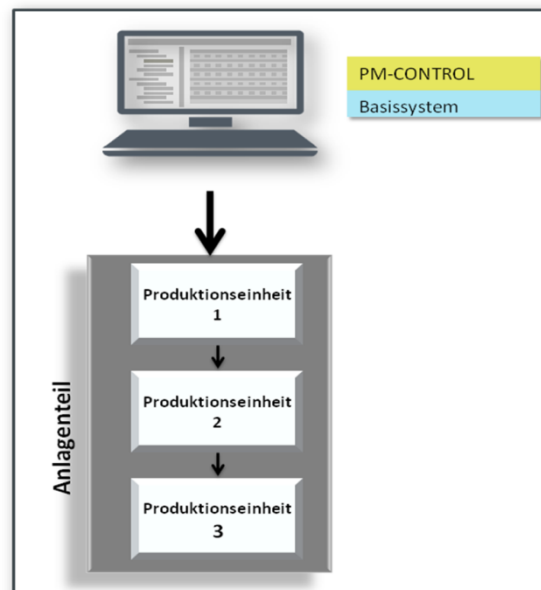 PM-CONTROL
Basissystem
Produktionseinheit
1
Produktionseinheit
2
Produktionseinheit
3
Anlagenteil